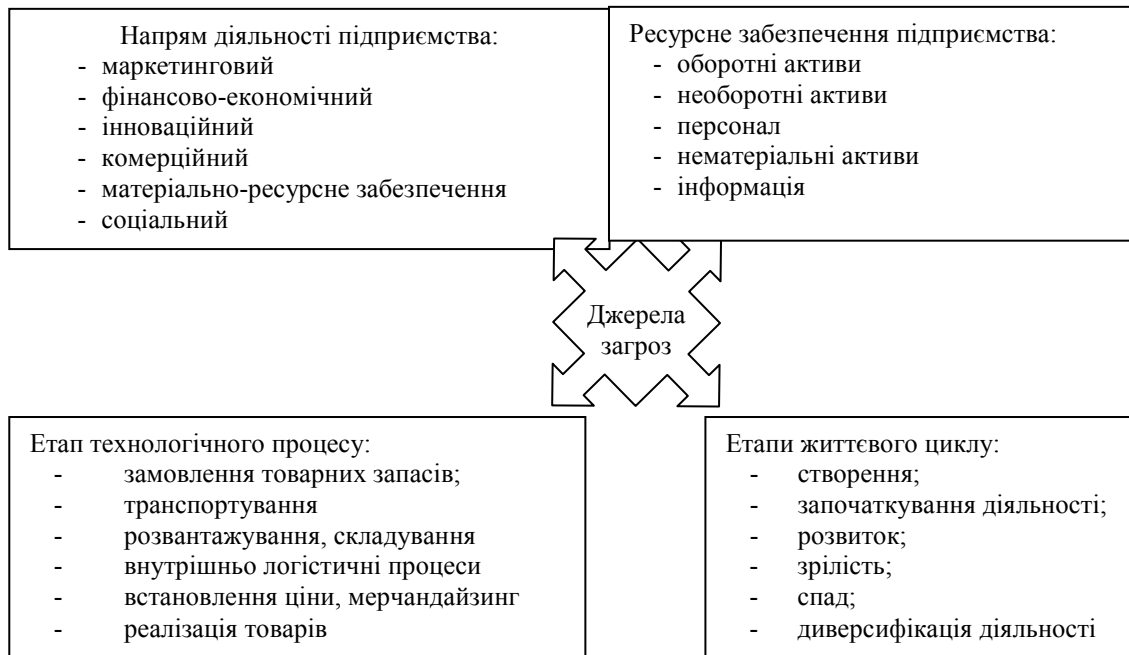 Напрям діяльності підприємства:
- маркетинговий
- фінансово-економічний
- інноваційний
- комерційний
- матеріально-ресурсне забезпечення
- соціальний
Ресурсне забезпечення підприємства:
- оборотні активи
- необоротні активи
- персонал
- нематеріальні активи
- інформація
Джерела
загроз
Етап технологічного процесу:
- замовлення товарних запасів;
- транспортування
- розвантажування, складування
- внутрішньо логістичні процеси
- встановлення ціни, мерчандайзинг
- реалізація товарів
Етапи життєвого циклу:
- створення;
- започаткування діяльності;
- розвиток;
- зрілість;
- спад;
- диверсифікація діяльності